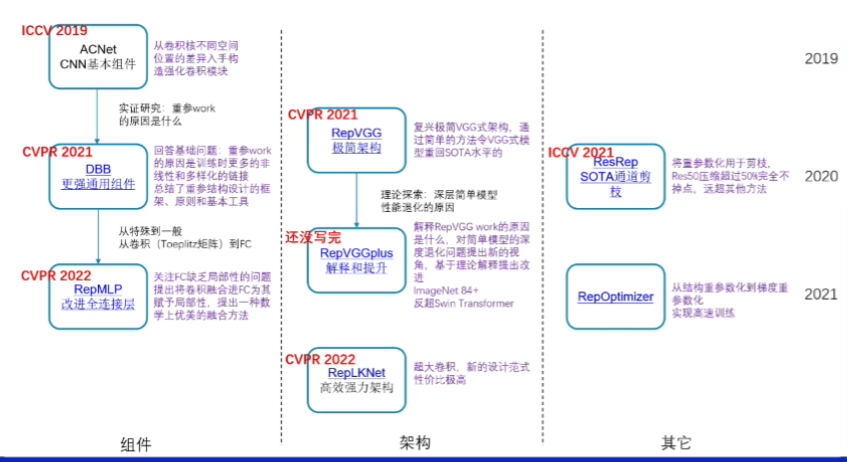 ICCV 2019
ACNet
CNN基本组件
从卷积核不同空间
位置的差异入手构
造强化卷积模块
实证研究：重参work
的原因是什么
CVPR 2021
DBB
更强通用组件
回答基础问题：重参work
的原因是训练时更多的非
线性和多样化的链接
总结了重参结构设计的框
架、原则和基本工具
从特殊到一般
从卷积（Toeplitz矩阵）到FC
CVPR 2022
RepMLP
改进全连接层
关注FC缺乏局部性的问题
提出将卷积融合进FC为其
赋予局部性，提出一种数
学上优美的融合方法
组件
CVPR 2021
RepVGG
极简架构
复兴极简VGG式架构，通
过简单的方法令VGG式模
型重回SOTA水平的
理论探索：深层简单模型
性能退化的原因
还没写完
RepVGGplus
解释和提升
解释RepVGG work的原因
是什么，对简单模型的深
度退化问题提出新的视
角，基于理论解释提出改
进
ImageNet 84+
反超Swin Transformer
CVPR 2022
RepLKNet
高效强力架构
超大卷积，新的设计范式
性价比极高
架构
ICCV 2021
ResRep
SOTA通道剪
枝
将重参数化用于剪枝，
Res50压缩超过50%完全不
掉点，远超其他方法
RepOptimizer
从结构重参数化到梯度重
参数化
实现高速训练
其它
2019
2020
2021